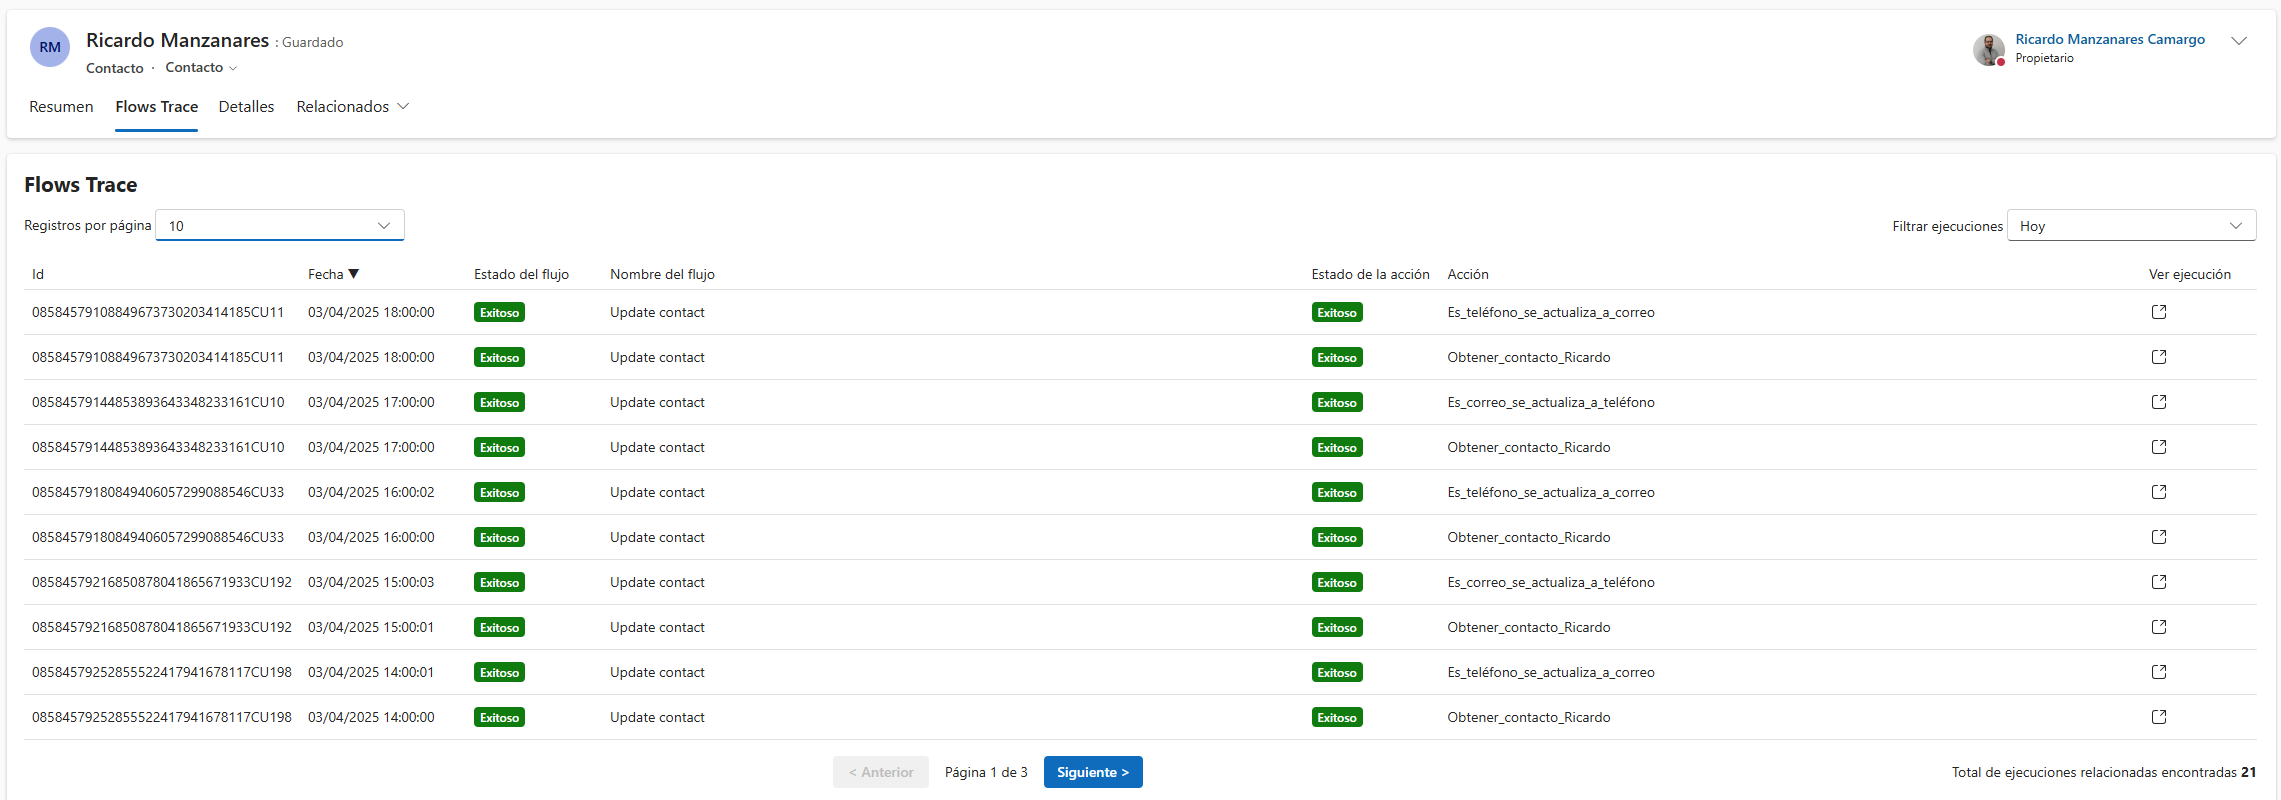 RM
Ricardo Manzanares : Guardado
Contacto · Contacto
Ricardo Manzanares Camargo
Propietario
Resumen Flows Trace Detalles Relacionados
Flows Trace
Registros por página 10 Filtrar ejecuciones Hoy
Id Fecha ▼ Estado del flujo Nombre del flujo Estado de la acción Acción Ver ejecución
08584579108849673730203414185CU11 03/04/2025 18:00:00 Exitoso Update contact Exitoso Es_teléfono_se_actualiza_a_correo
08584579108849673730203414185CU11 03/04/2025 18:00:00 Exitoso Update contact Exitoso Obtener_contacto_Ricardo
08584579144853893643348233161CU10 03/04/2025 17:00:00 Exitoso Update contact Exitoso Es_correo_se_actualiza_a_teléfono
08584579144853893643348233161CU10 03/04/2025 17:00:00 Exitoso Update contact Exitoso Obtener_contacto_Ricardo
08584579180849406057299088546CU33 03/04/2025 16:00:02 Exitoso Update contact Exitoso Es_teléfono_se_actualiza_a_correo
08584579180849406057299088546CU33 03/04/2025 16:00:00 Exitoso Update contact Exitoso Obtener_contacto_Ricardo
08584579216850878041865671933CU192 03/04/2025 15:00:03 Exitoso Update contact Exitoso Es_correo_se_actualiza_a_teléfono
08584579216850878041865671933CU192 03/04/2025 15:00:01 Exitoso Update contact Exitoso Obtener_contacto_Ricardo
08584579252855522417941678117CU198 03/04/2025 14:00:01 Exitoso Update contact Exitoso Es_teléfono_se_actualiza_a_correo
08584579252855522417941678117CU198 03/04/2025 14:00:00 Exitoso Update contact Exitoso Obtener_contacto_Ricardo
< Anterior Página 1 de 3 Siguiente > Total de ejecuciones relacionadas encontradas 21